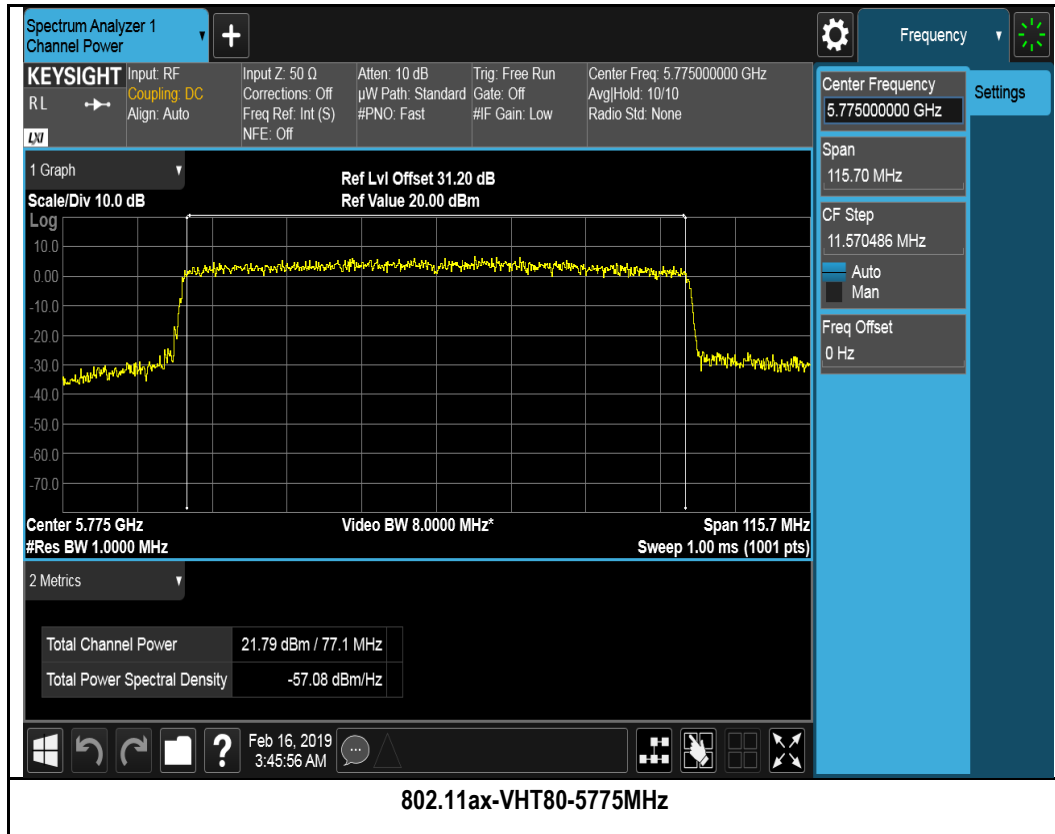 Spectrum Analyzer 1
Channel Power
+
Frequency
KEYSIGHT
RL
LXI
Input: RF
Coupling: DC
Align: Auto
Input Z: 50 Ω
Corrections: Off
Freq Ref: Int (S)
NFE: Off
Atten: 10 dB
µW Path: Standard
#PNO: Fast
Trig: Free Run
Gate: Off
#IF Gain: Low
Center Freq: 5.775000000 GHz
Avg|Hold: 10/10
Radio Std: None
Center Frequency
5.775000000 GHz
Settings
Span
115.70 MHz
CF Step
11.570486 MHz
Auto
Man
Freq Offset
0 Hz
1 Graph
Scale/Div 10.0 dB
Ref Lvl Offset 31.20 dB
Ref Value 20.00 dBm
Log
10.0
0.00
-10.0
-20.0
-30.0
-40.0
-50.0
-60.0
-70.0
Center 5.775 GHz
#Res BW 1.0000 MHz
Video BW 8.0000 MHz*
Span 115.7 MHz
Sweep 1.00 ms (1001 pts)
2 Metrics
Total Channel Power 21.79 dBm / 77.1 MHz
Total Power Spectral Density -57.08 dBm/Hz
?
Feb 16, 2019
3:45:56 AM
802.11ax-VHT80-5775MHz